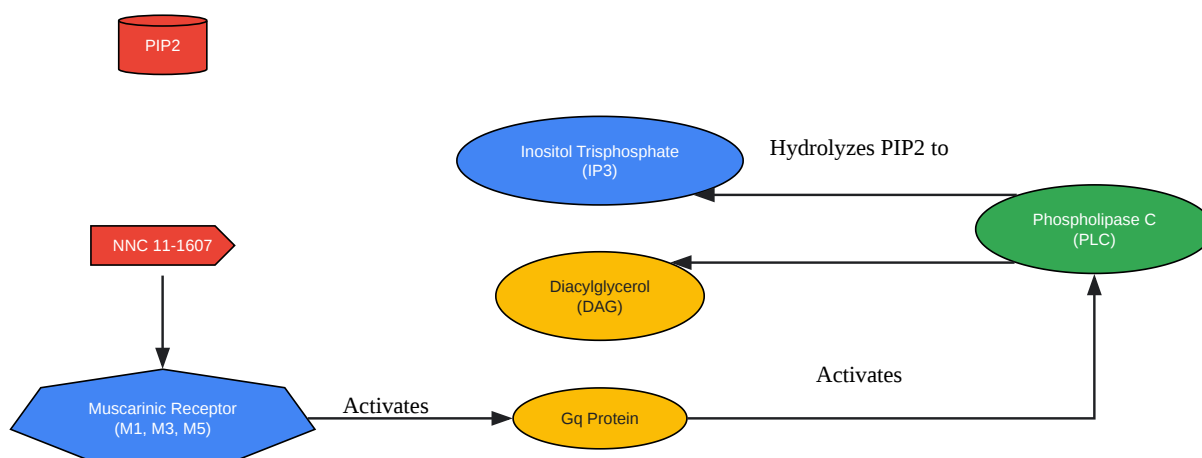 PIP2
Inositol Trisphosphate
(IP3)
Hydrolyzes PIP2 to
Phospholipase C
(PLC)
NNC 11-1607
Diacylglycerol
(DAG)
Activates
Muscarinic Receptor
(M1, M3, M5)
Activates
Gq Protein